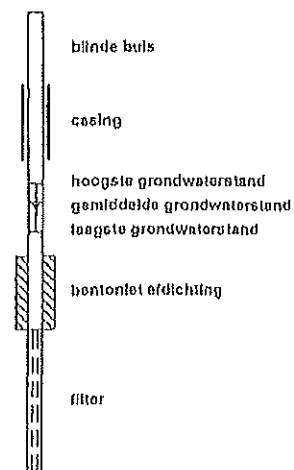 blinde buis
casing
hoogste grondwaterstand
gemiddelde grondwaterstand
laagste grondwaterstand
bentoniet afdichting
filter